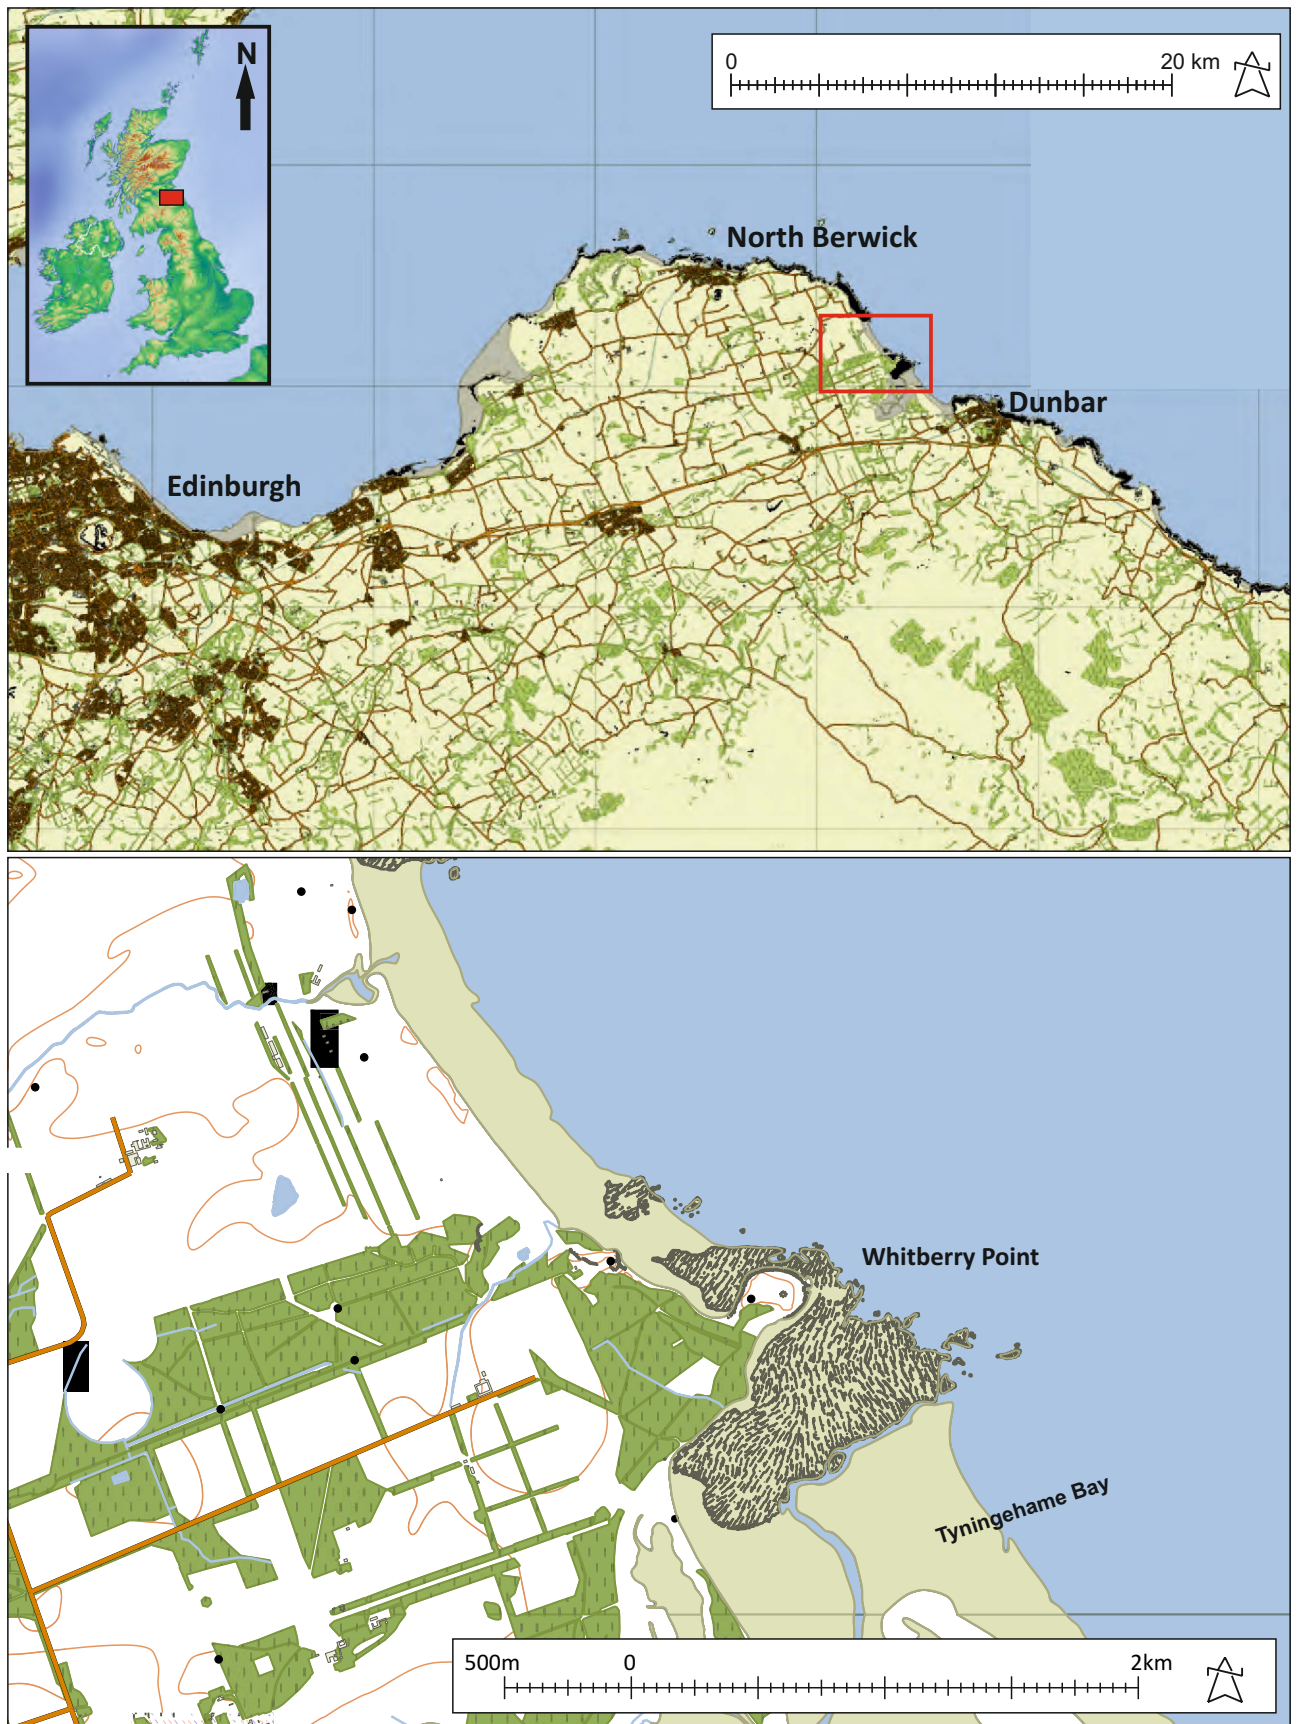 N
0 20 km
North Berwick
Dunbar
Edinburgh
Whitberry Point
Tyningehame Bay
500m 0 2km